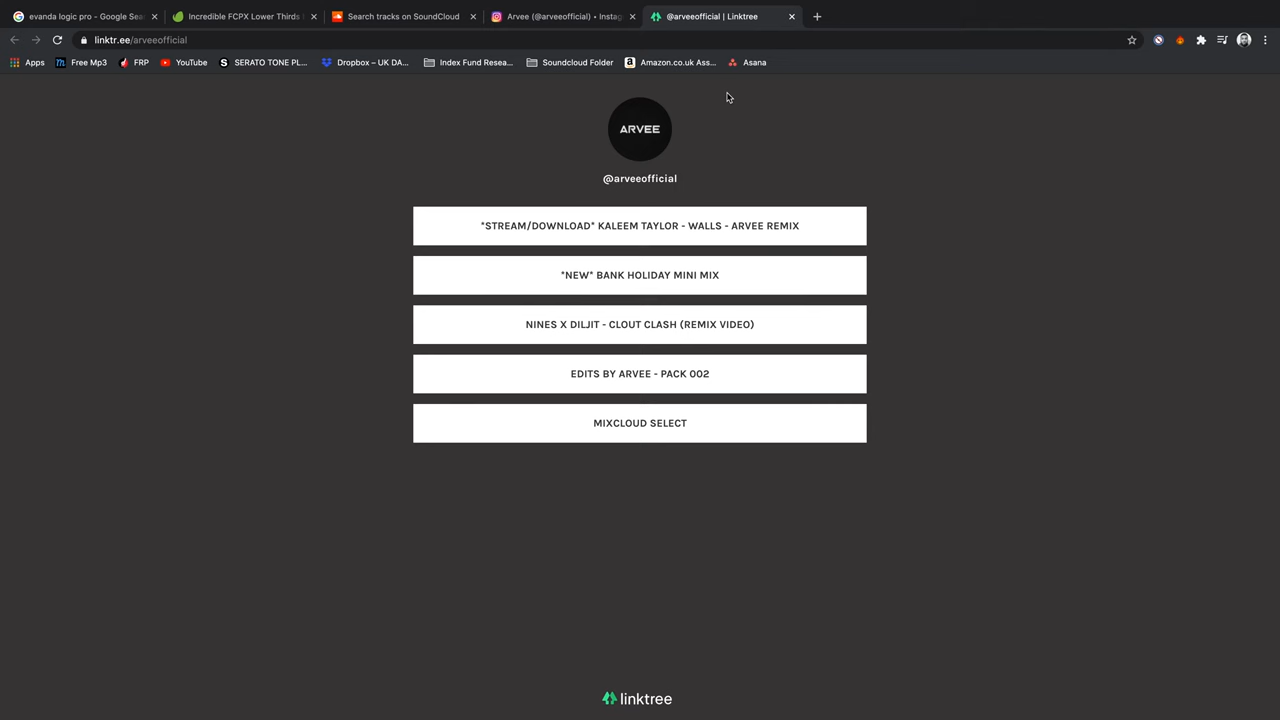 evanda logic pro - Google Sea
Incredible FCPX Lower Thirds
Search tracks on SoundCloud
Arvee (@arveeofficial) • Instag
@arveeofficial | Linktree
linktr.ee/arveeofficial
Apps
Free Mp3
FRP
YouTube
SERATO TONE PL...
Dropbox – UK DA...
Index Fund Resea...
Soundcloud Folder
Amazon.co.uk Ass...
Asana
ARVEE
@arveeofficial
*STREAM/DOWNLOAD* KALEEM TAYLOR - WALLS - ARVEE REMIX
*NEW* BANK HOLIDAY MINI MIX
NINES X DILJIT - CLOUT CLASH (REMIX VIDEO)
EDITS BY ARVEE - PACK 002
MIXCLOUD SELECT
linktree